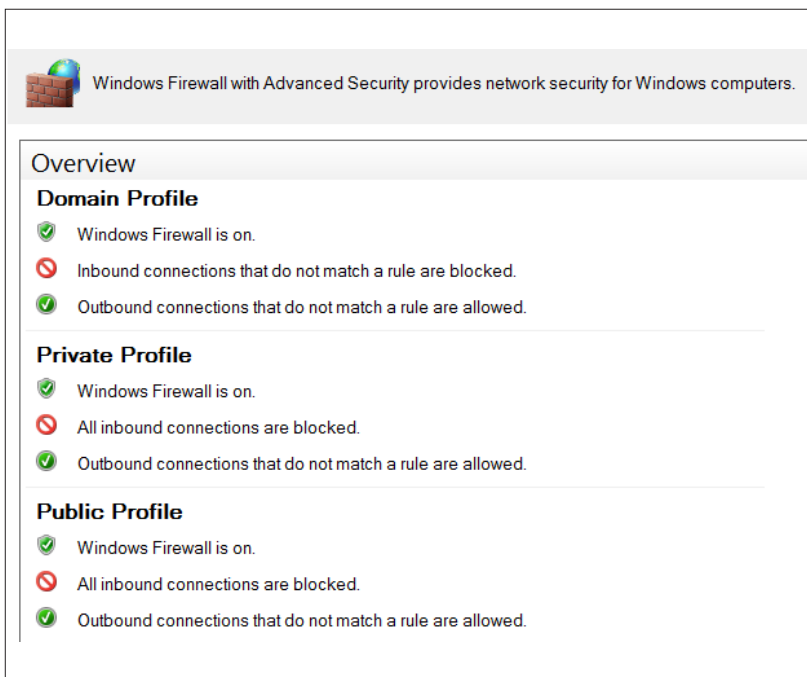 Windows Firewall with Advanced Security provides network security for Windows computers.
Overview
Domain Profile
Windows Firewall is on.
Inbound connections that do not match a rule are blocked.
Outbound connections that do not match a rule are allowed.
Private Profile
Windows Firewall is on.
All inbound connections are blocked.
Outbound connections that do not match a rule are allowed.
Public Profile
Windows Firewall is on.
All inbound connections are blocked.
Outbound connections that do not match a rule are allowed.